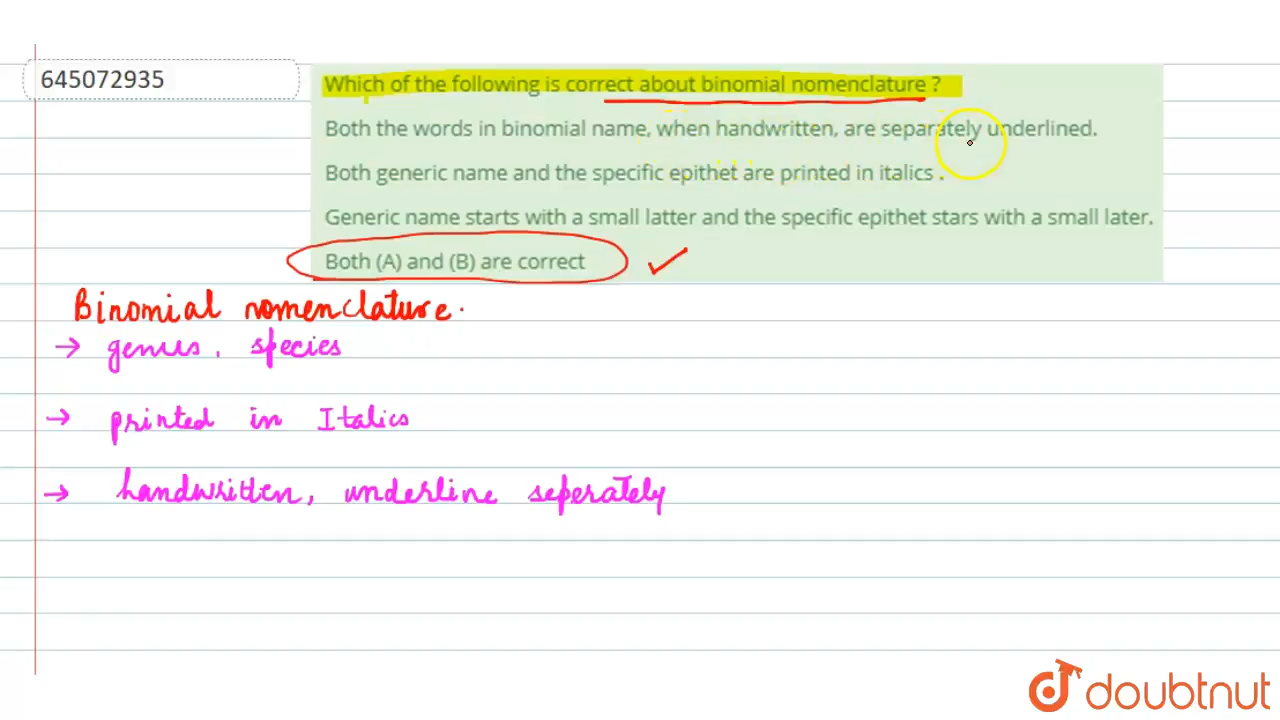 645072935
Which of the following is correct about binomial nomenclature ?
Both the words in binomial name, when handwritten, are separately underlined.
Both generic name and the specific epithet are printed in italics .
Generic name starts with a small latter and the specific epithet stars with a small later.
Both (A) and (B) are correct
Binomial nomenclature.
→ genus, species
→ printed in Italics
→ handwritten, underline seperately
doubtnut